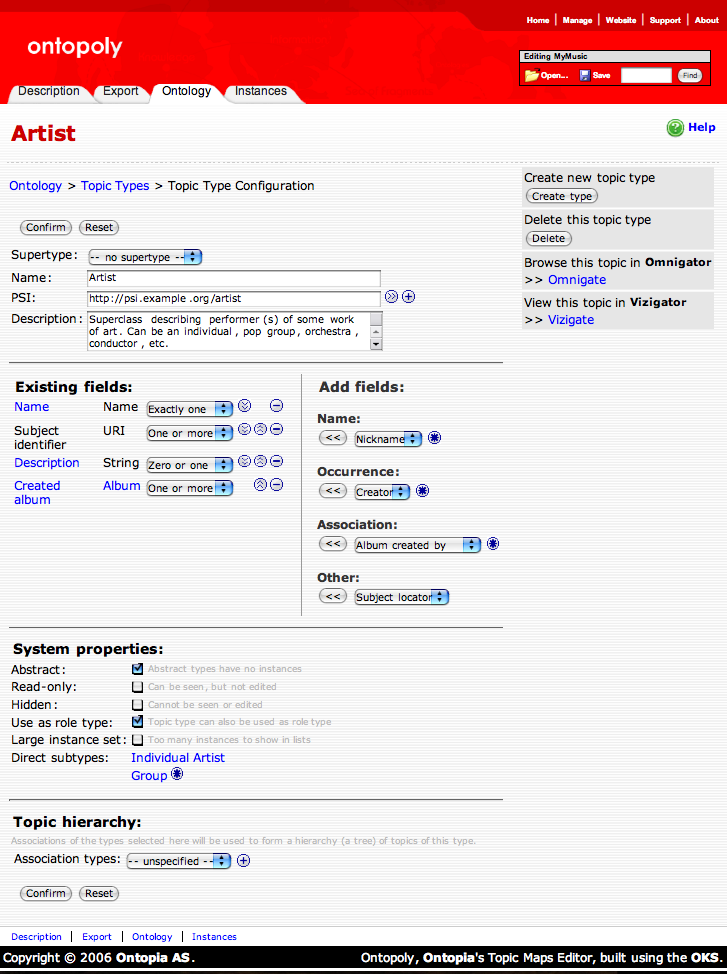 Home | Manage | Website | Support | About
ontopoly
Editing MyMusic
Open... Save Find
Description Export Ontology Instances
Artist
Help
Ontology > Topic Types > Topic Type Configuration
Create new topic type
Create type
Delete this topic type
Delete
Browse this topic in Omnigator
>> Omnigate
View this topic in Vizigator
>> Vizigate
Confirm Reset
Supertype: -- no supertype --
Name: Artist
PSI: http://psi.example.org/artist
Description: Superclass describing performer (s) of some work
of art. Can be an individual, pop group, orchestra,
conductor, etc.
Existing fields:
Name Name Exactly one
Subject URI One or more
identifier
Description String Zero or one
Created Album One or more
album
Add fields:
Name:
<< Nickname
Occurrence:
<< Creator
Association:
<< Album created by
Other:
<< Subject locator
System properties:
Abstract: Abstract types have no instances
Read-only: Can be seen, but not edited
Hidden: Cannot be seen or edited
Use as role type: Topic type can also be used as role type
Large instance set: Too many instances to show in lists
Direct subtypes: Individual Artist
Group
Topic hierarchy:
Associations of the types selected here will be used to form a hierarchy (a tree) of topics of this type.
Association types: -- unspecified --
Confirm Reset
Description | Export | Ontology | Instances
Copyright © 2006 Ontopia AS. Ontopoly, Ontopia's Topic Maps Editor, built using the OKS.